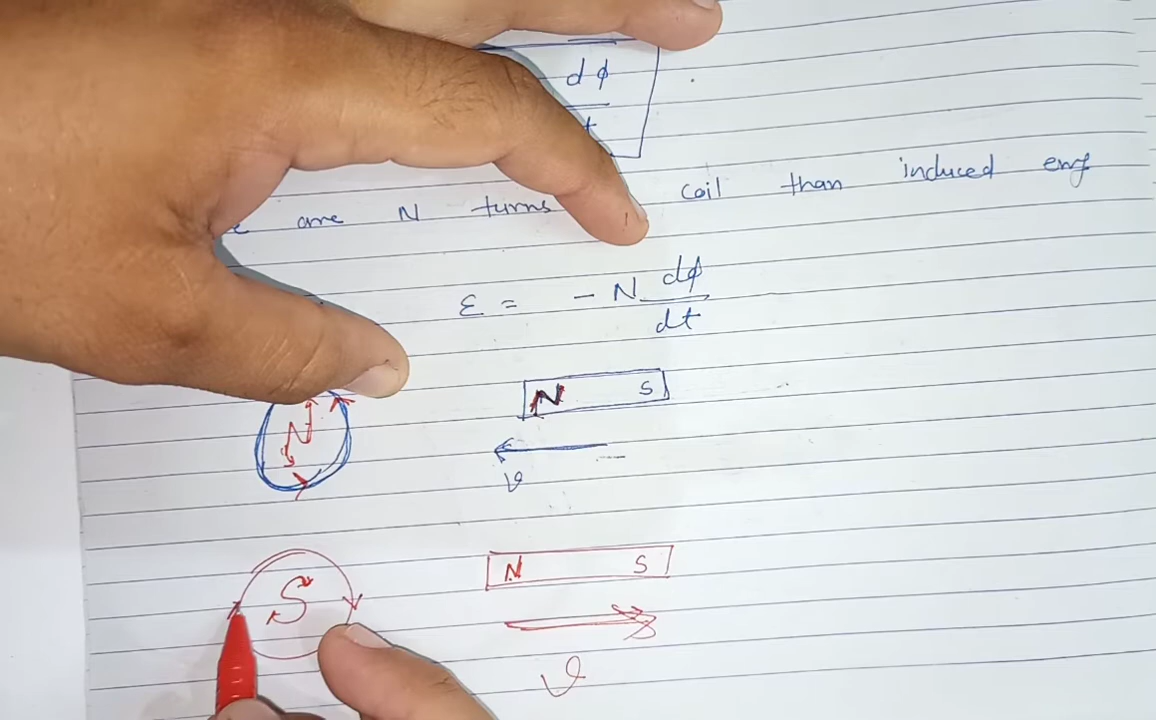 dφ
t
are N turns coil than induced emf
ε = - N dφ
dt
N N S
v
S N S
v